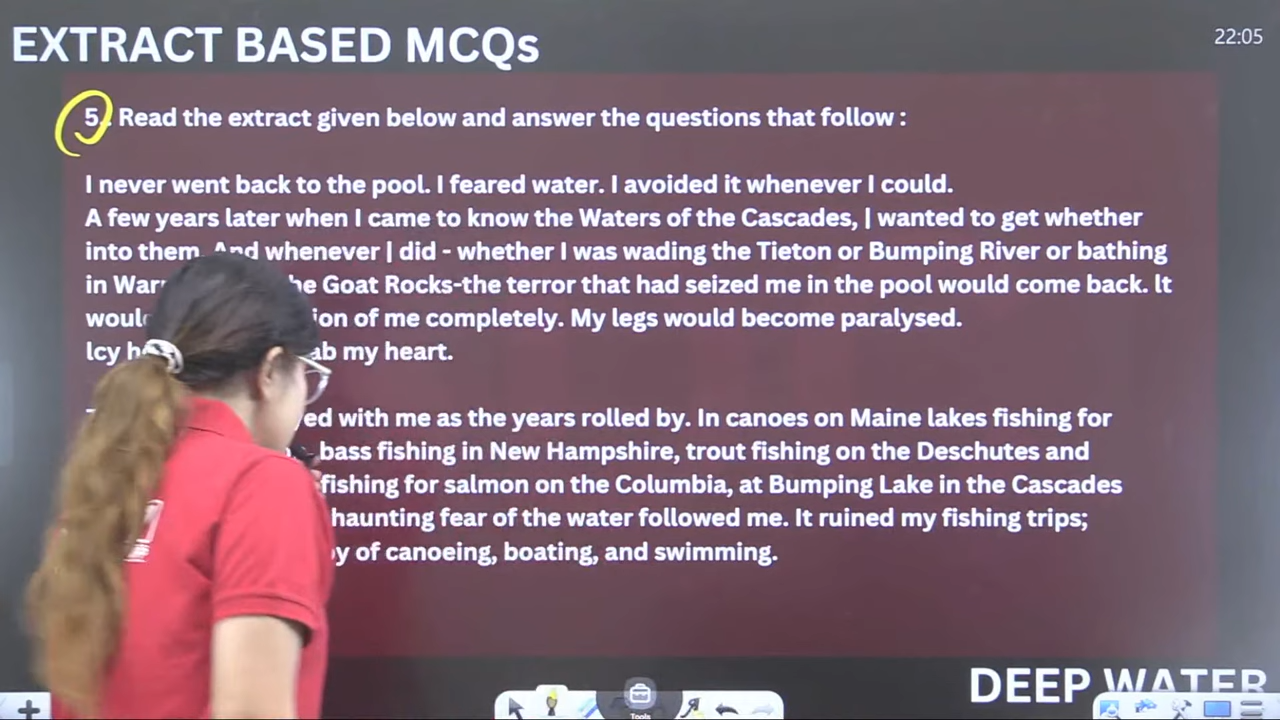 EXTRACT BASED MCQs
22:05
5. Read the extract given below and answer the questions that follow :
I never went back to the pool. I feared water. I avoided it whenever I could.
A few years later when I came to know the Waters of the Cascades, | wanted to get whether
into them. And whenever | did - whether I was wading the Tieton or Bumping River or bathing
in Goat Rocks-the terror that had seized me in the pool would come back. It
of me completely. My legs would become paralysed.
Icy my heart.
with me as the years rolled by. In canoes on Maine lakes fishing for
bass fishing in New Hampshire, trout fishing on the Deschutes and
fishing for salmon on the Columbia, at Bumping Lake in the Cascades
haunting fear of the water followed me. It ruined my fishing trips;
of canoeing, boating, and swimming.
DEEP WATER
Tools